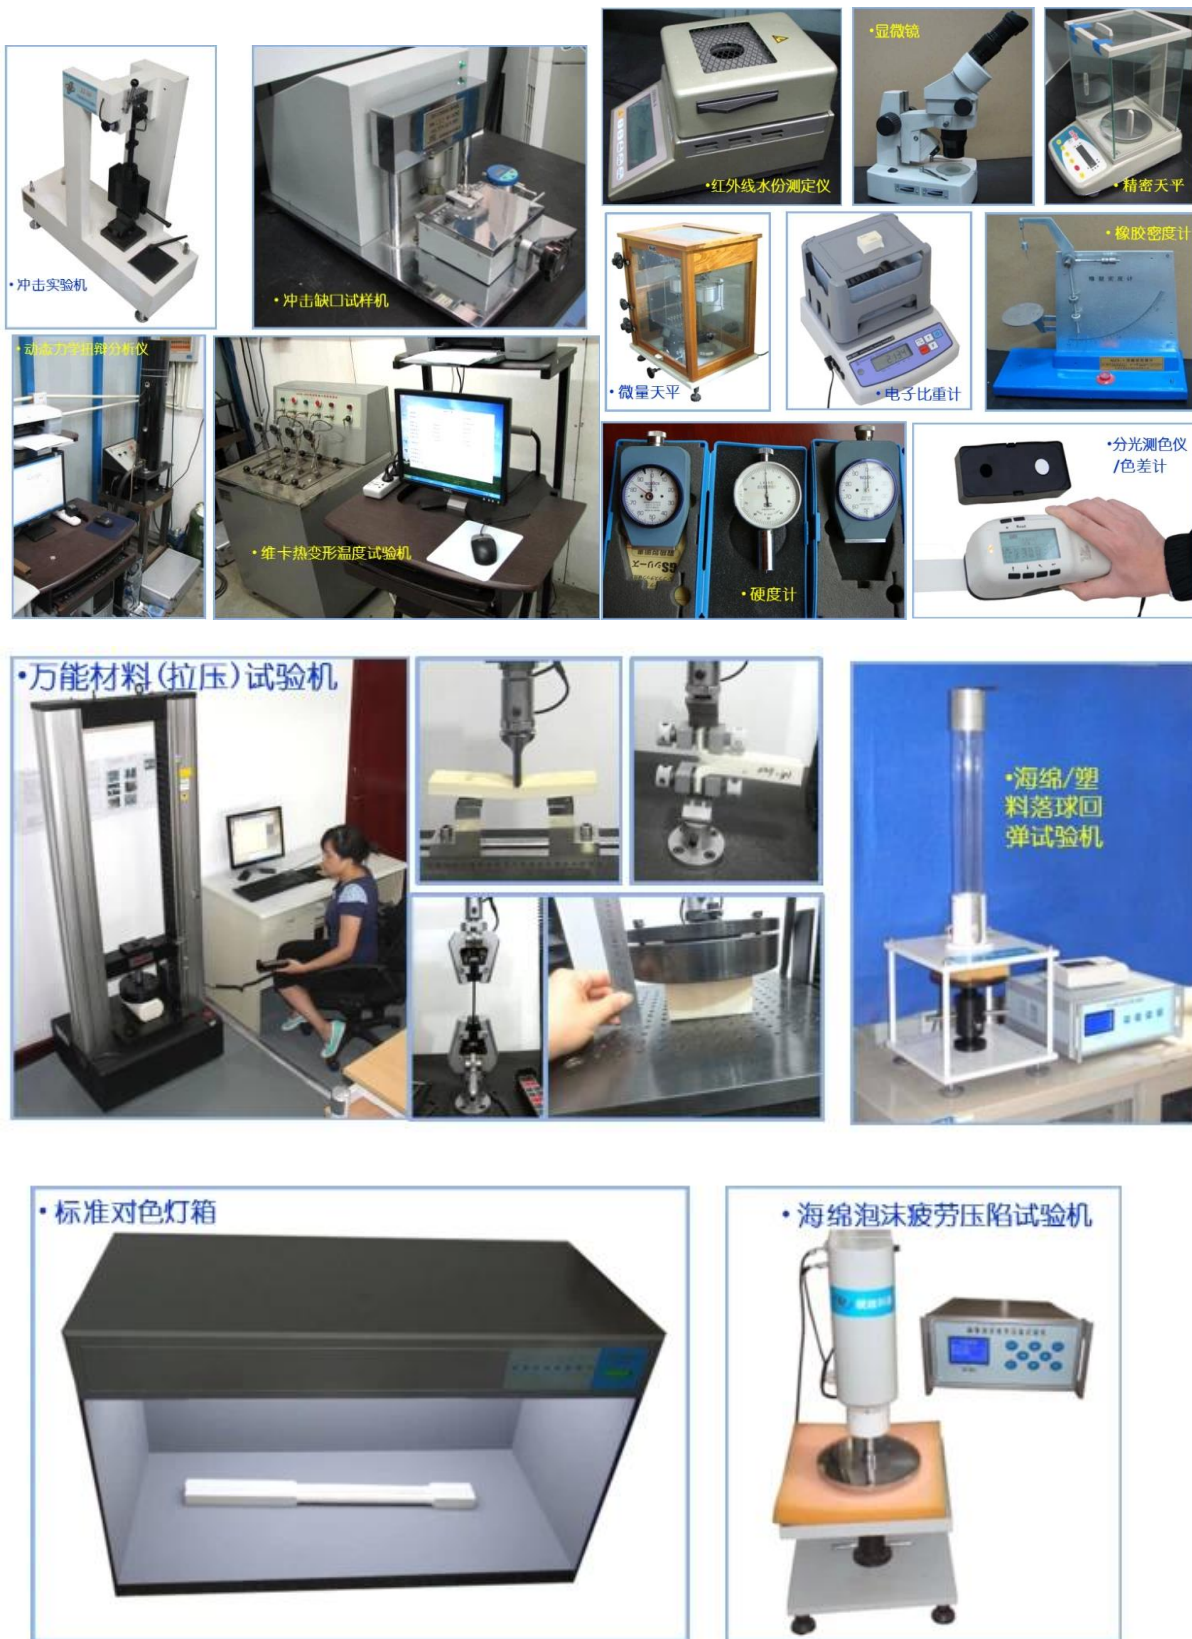 •冲击实验机
•冲击缺口试样机
•红外线水份测定仪
•显微镜
•精密天平
•微量天平
•电子比重计
•橡胶密度计
橡胶密度计
•动态力学扭辩分析仪
•维卡热变形温度试验机
•硬度计
•分光测色仪
/色差计
•万能材料(拉压)试验机
•海绵/塑
料落球回
弹试验机
•标准对色灯箱
•海绵泡沫疲劳压陷试验机